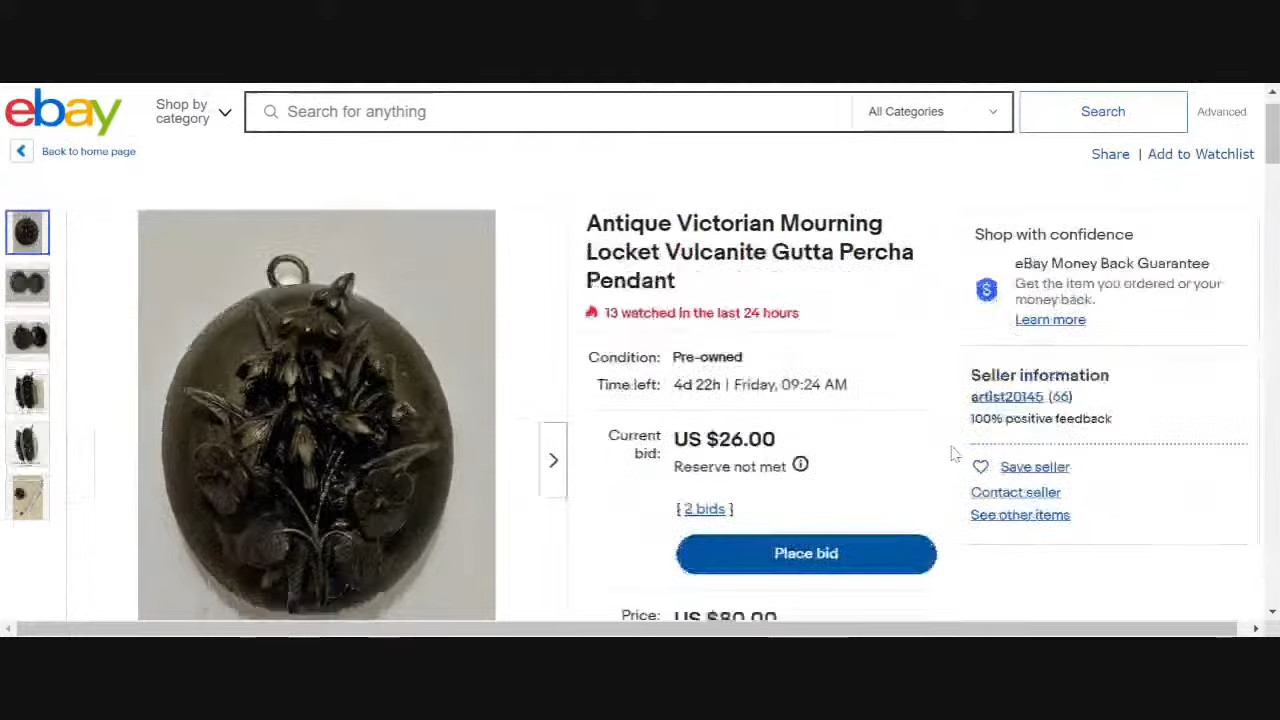 ebay
Shop by
category
Search for anything
All Categories
Search
Advanced
Back to home page
Share | Add to Watchlist
Antique Victorian Mourning
Locket Vulcanite Gutta Percha
Pendant
13 watched in the last 24 hours
Condition: Pre-owned
Time left: 4d 22h | Friday, 09:24 AM
Current
bid:
US $26.00
Reserve not met
[ 2 bids ]
Place bid
Price: US $80.00
Shop with confidence
eBay Money Back Guarantee
Get the item you ordered or your
money back.
Learn more
Seller information
artist20145 (66)
100% positive feedback
Save seller
Contact seller
See other items